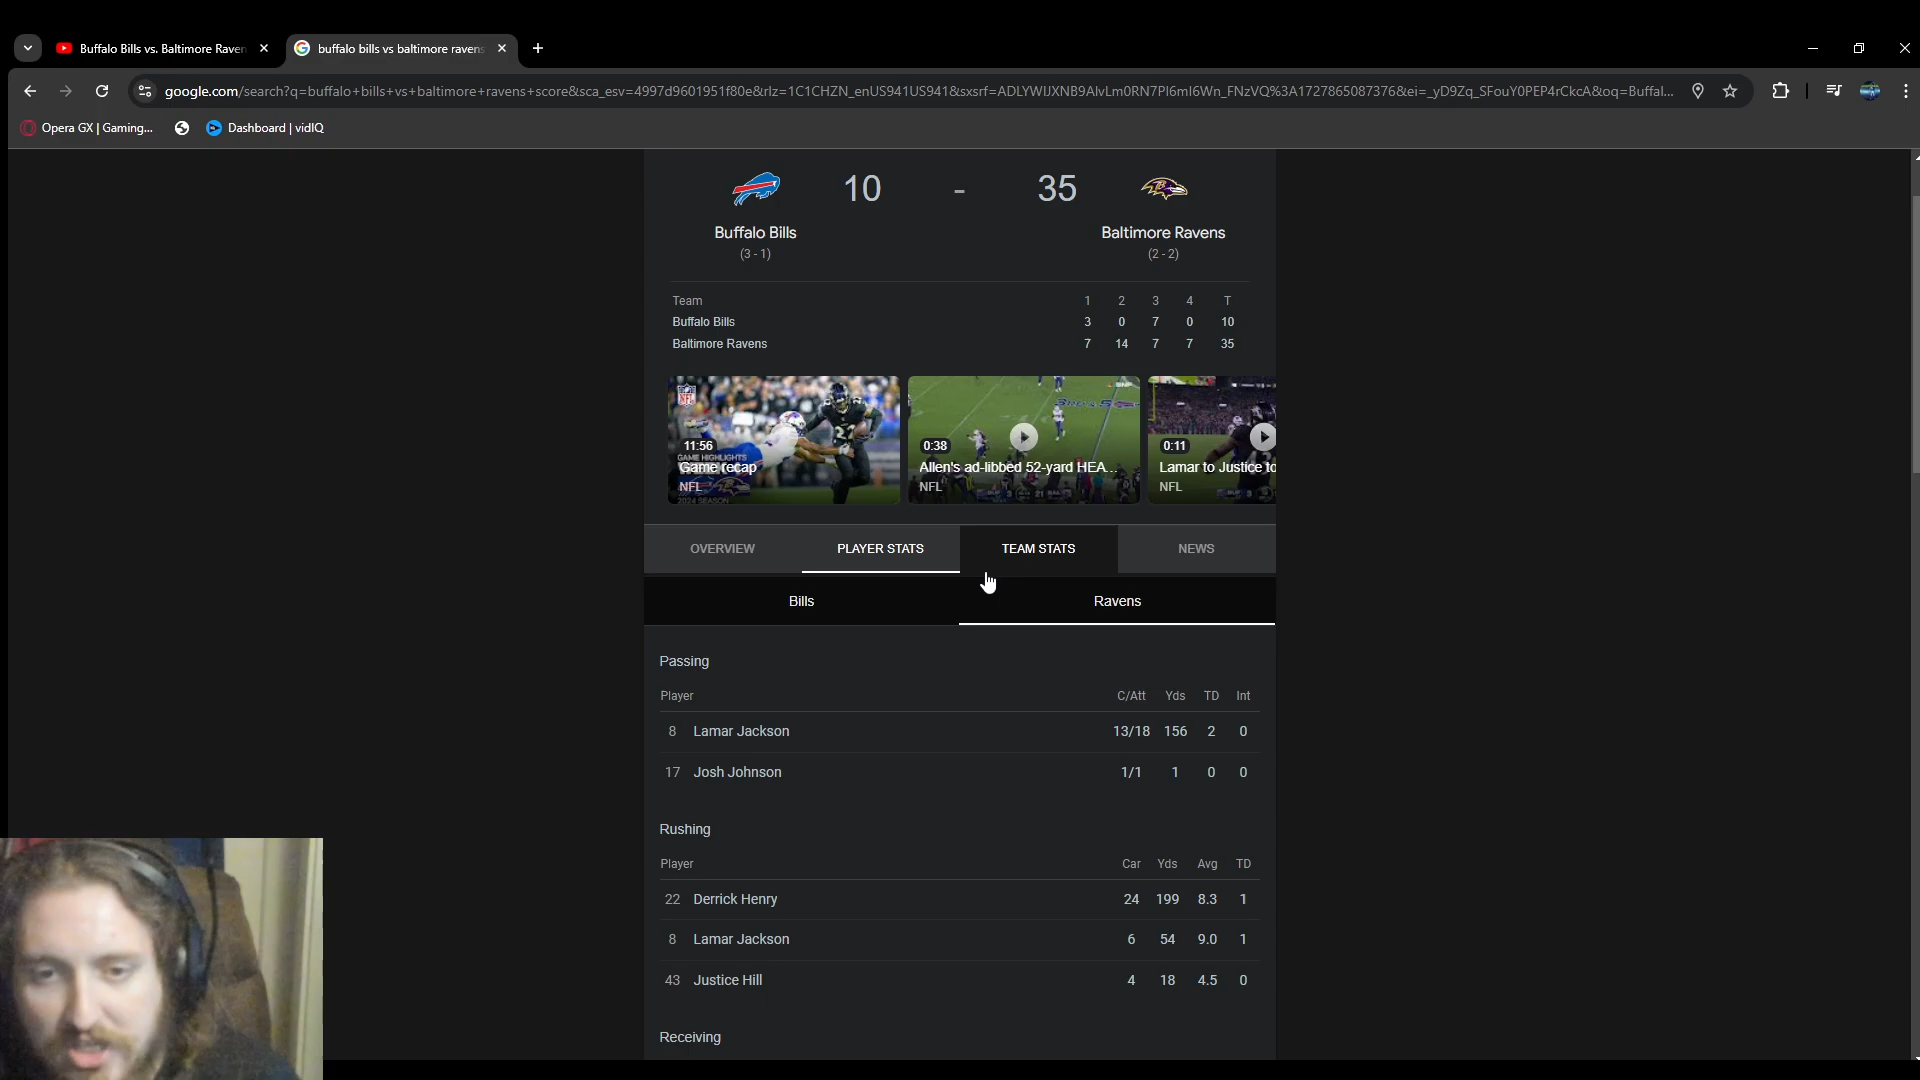 Buffalo Bills vs. Baltimore Raven
buffalo bills vs baltimore ravens
google.com/search?q=buffalo+bills+vs+baltimore+ravens+score&sca_esv=4997d9601951f80e&rlz=1C1CHZN_enUS941US941&sxsrf=ADLYWIJXNB9AlvLm0RN7Pl6mI6Wn_FNzVQ%3A1727865087376&ei=_yD9Zq_SFouY0PEP4rCkcA&oq=Buffal...
Opera GX | Gaming...
Dashboard | vidIQ
10 - 35
Buffalo Bills Baltimore Ravens
(3 - 1) (2 - 2)
Team 1 2 3 4 T
Buffalo Bills 3 0 7 0 10
Baltimore Ravens 7 14 7 7 35
3RD & 5
11:56 0:38 0:11
GAME HIGHLIGHTS
Game recap Allen's ad-libbed 52-yard HEA... Lamar to Justice to
NFL NFL NFL
2024 SEASON
OVERVIEW PLAYER STATS TEAM STATS NEWS
Bills Ravens
Passing
Player C/Att Yds TD Int
8 Lamar Jackson 13/18 156 2 0
17 Josh Johnson 1/1 1 0 0
Rushing
Player Car Yds Avg TD
22 Derrick Henry 24 199 8.3 1
8 Lamar Jackson 6 54 9.0 1
43 Justice Hill 4 18 4.5 0
Receiving